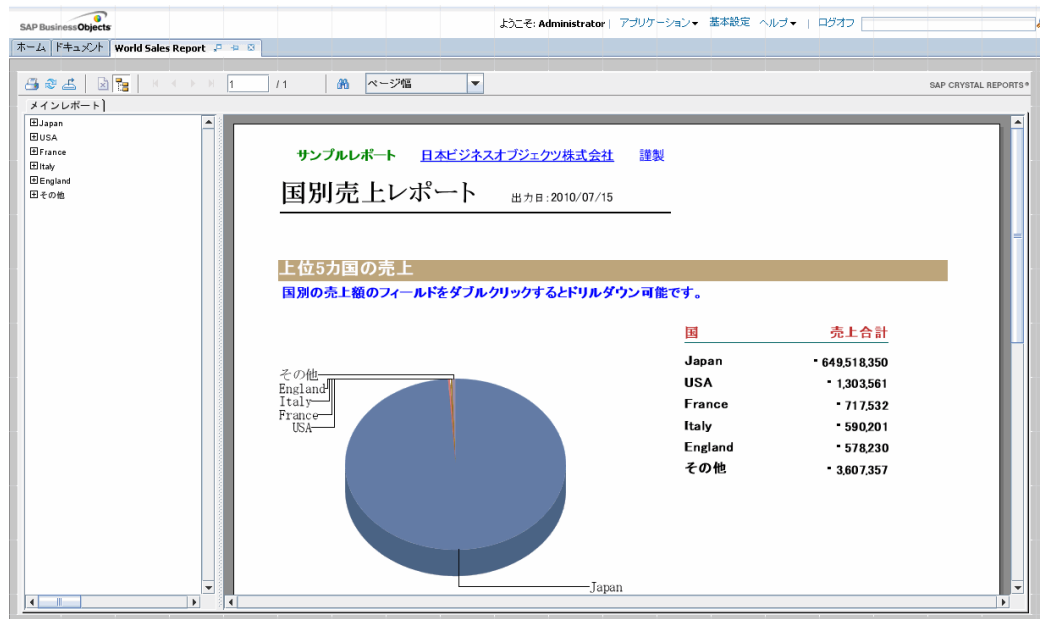 SAP BusinessObjects
ようこそ: Administrator | アプリケーション 基本設定 ヘルプ | ログオフ
ホーム ドキュメント World Sales Report
1 / 1 ページ幅 SAP CRYSTAL REPORTS®
メインレポート
Japan
USA
France
Italy
England
その他
サンプルレポート 日本ビジネスオブジェクツ株式会社 謹製
国別売上レポート 出力日:2010/07/15
上位5カ国の売上
国別の売上額のフィールドをダブルクリックするとドリルダウン可能です。
国 売上合計
Japan 649,518,350
USA 1,303,561
France 717,532
Italy 590,201
England 578,230
その他 3,607,357
その他
England
Italy
France
USA
Japan